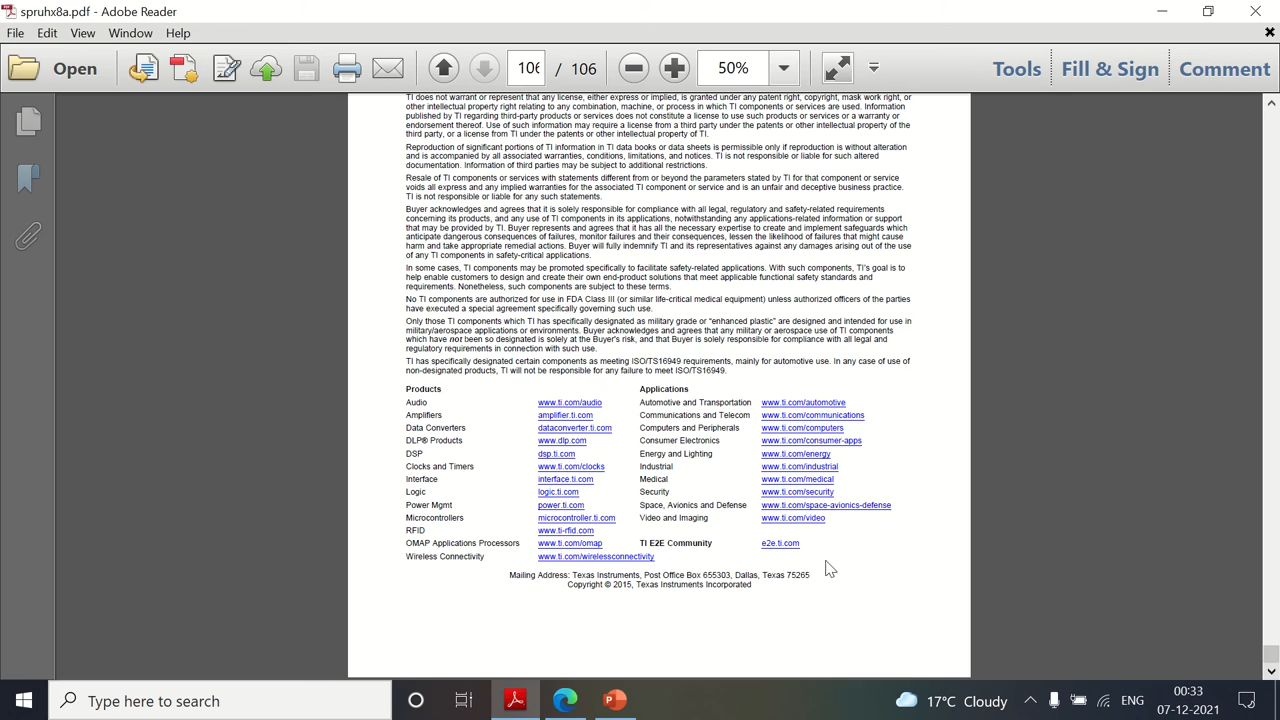 spruhx8a.pdf - Adobe Reader
File Edit View Window Help
Open 106 / 106 50% Tools Fill & Sign Comment
TI does not warrant or represent that any license, either express or implied, is granted under any patent right, copyright, mask work right, or
other intellectual property right relating to any combination, machine, or process in which TI components or services are used. Information
published by TI regarding third-party products or services does not constitute a license to use such products or services or a warranty or
endorsement thereof. Use of such information may require a license from a third party under the patents or other intellectual property of the
third party, or a license from TI under the patents or other intellectual property of TI.
Reproduction of significant portions of TI information in TI data books or data sheets is permissible only if reproduction is without alteration
and is accompanied by all associated warranties, conditions, limitations, and notices. TI is not responsible or liable for such altered
documentation. Information of third parties may be subject to additional restrictions.
Resale of TI components or services with statements different from or beyond the parameters stated by TI for that component or service
voids all express and any implied warranties for the associated TI component or service and is an unfair and deceptive business practice.
TI is not responsible or liable for any such statements.
Buyer acknowledges and agrees that it is solely responsible for compliance with all legal, regulatory and safety-related requirements
concerning its products, and any use of TI components in its applications, notwithstanding any applications-related information or support
that may be provided by TI. Buyer represents and agrees that it has all the necessary expertise to create and implement safeguards which
anticipate dangerous consequences of failures, monitor failures and their consequences, lessen the likelihood of failures that might cause
harm and take appropriate remedial actions. Buyer will fully indemnify TI and its representatives against any damages arising out of the use
of any TI components in safety-critical applications.
In some cases, TI components may be promoted specifically to facilitate safety-related applications. With such components, TI's goal is to
help enable customers to design and create their own end-product solutions that meet applicable functional safety standards and
requirements. Nonetheless, such components are subject to these terms.
No TI components are authorized for use in FDA Class III (or similar life-critical medical equipment) unless authorized officers of the parties
have executed a special agreement specifically governing such use.
Only those TI components which TI has specifically designated as military grade or “enhanced plastic” are designed and intended for use in
military/aerospace applications or environments. Buyer acknowledges and agrees that any military or aerospace use of TI components
which have not been so designated is solely at the Buyer's risk, and that Buyer is solely responsible for compliance with all legal and
regulatory requirements in connection with such use.
TI has specifically designated certain components as meeting ISO/TS16949 requirements, mainly for automotive use. In any case of use of
non-designated products, TI will not be responsible for any failure to meet ISO/TS16949.
Products Applications
Audio www.ti.com/audio Automotive and Transportation www.ti.com/automotive
Amplifiers amplifier.ti.com Communications and Telecom www.ti.com/communications
Data Converters dataconverter.ti.com Computers and Peripherals www.ti.com/computers
DLP® Products www.dlp.com Consumer Electronics www.ti.com/consumer-apps
DSP dsp.ti.com Energy and Lighting www.ti.com/energy
Clocks and Timers www.ti.com/clocks Industrial www.ti.com/industrial
Interface interface.ti.com Medical www.ti.com/medical
Logic logic.ti.com Security www.ti.com/security
Power Mgmt power.ti.com Space, Avionics and Defense www.ti.com/space-avionics-defense
Microcontrollers microcontroller.ti.com Video and Imaging www.ti.com/video
RFID www.ti-rfid.com
OMAP Applications Processors www.ti.com/omap TI E2E Community e2e.ti.com
Wireless Connectivity www.ti.com/wirelessconnectivity
Mailing Address: Texas Instruments, Post Office Box 655303, Dallas, Texas 75265
Copyright © 2015, Texas Instruments Incorporated
Type here to search 17°C Cloudy ENG 00:33
07-12-2021